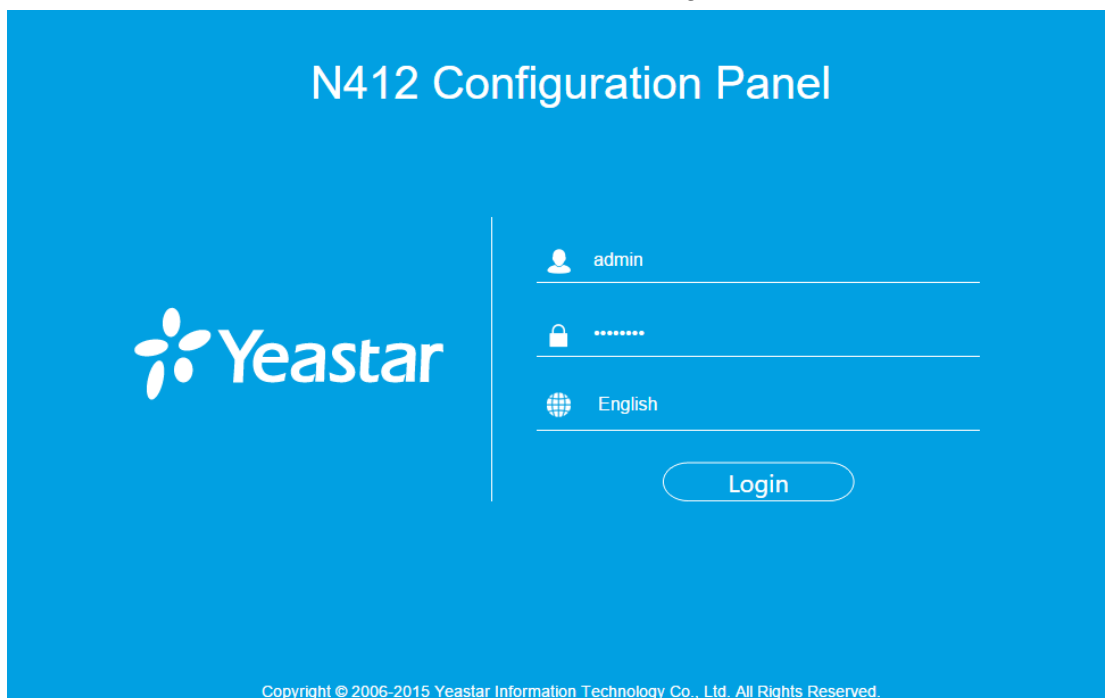 N412 Configuration Panel
admin
••••••••
Yeastar
English
Login
Copyright © 2006-2015 Yeastar Information Technology Co., Ltd. All Rights Reserved.